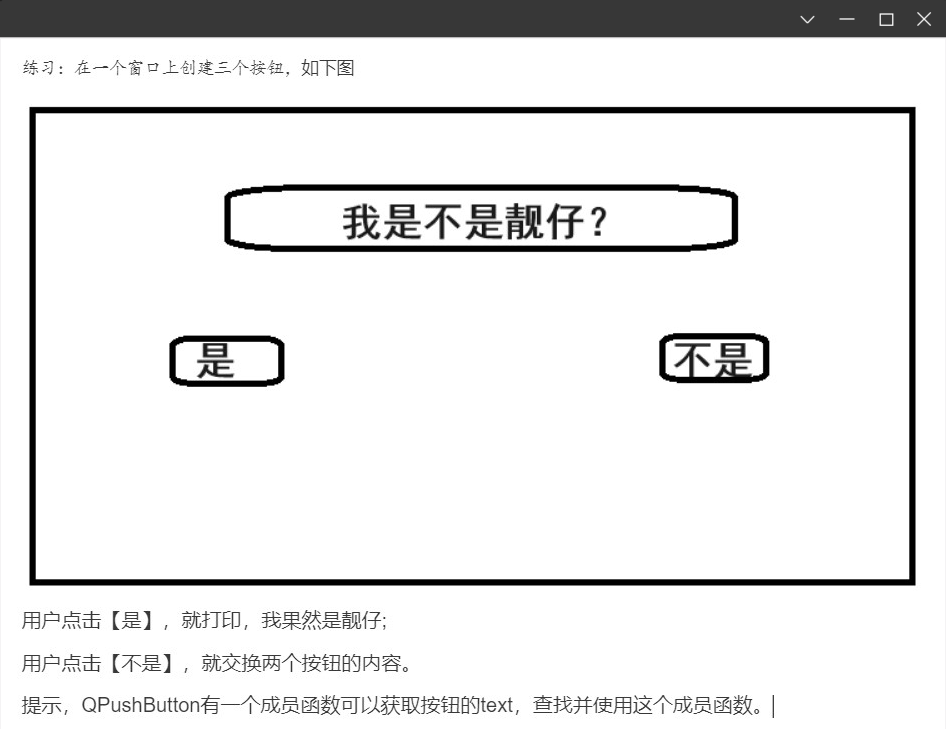 练习：在一个窗口上创建三个按钮，如下图
我是不是靓仔？
是 不是
用户点击【是】，就打印，我果然是靓仔;
用户点击【不是】，就交换两个按钮的内容。
提示，QPushButton有一个成员函数可以获取按钮的text，查找并使用这个成员函数。